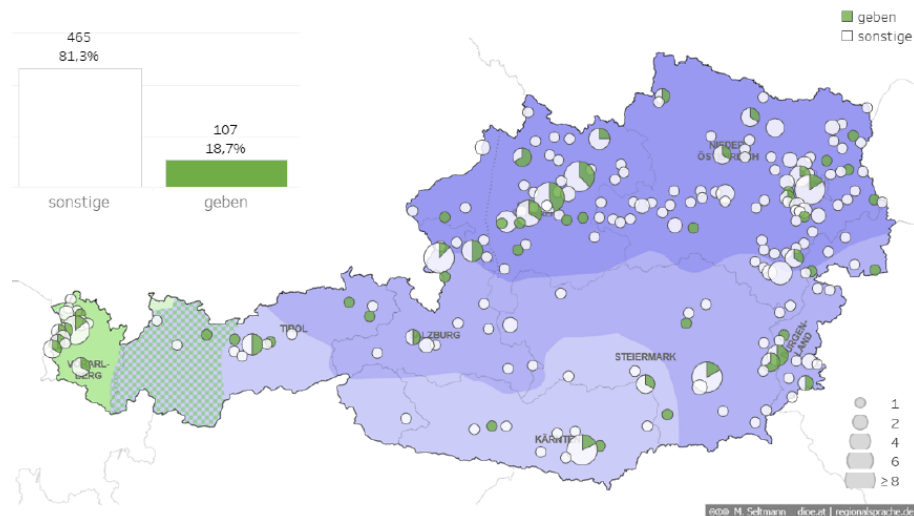 geben
sonstige
465
81,3%
107
18,7%
sonstige
geben
NIEDER-
ÖSTERREICH
TIROL
SALZBURG
VORARL-
BERG
STEIERMARK
BURGEN-
LAND
KÄRNTEN
1
2
4
6
≥8
M. Seltmann dioe.at | regionalsprache.de